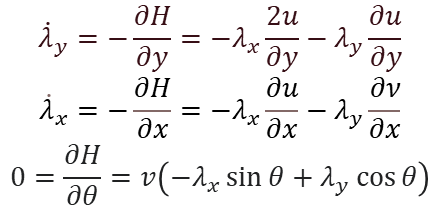 λ̇_y = −∂H/∂y = −λ_x 2u/∂y − λ_y ∂u/∂y
λ̇_x = −∂H/∂x = −λ_x ∂u/∂x − λ_y ∂ν/∂x
0 = ∂H/∂θ = v(−λ_x sin θ + λ_y cos θ)